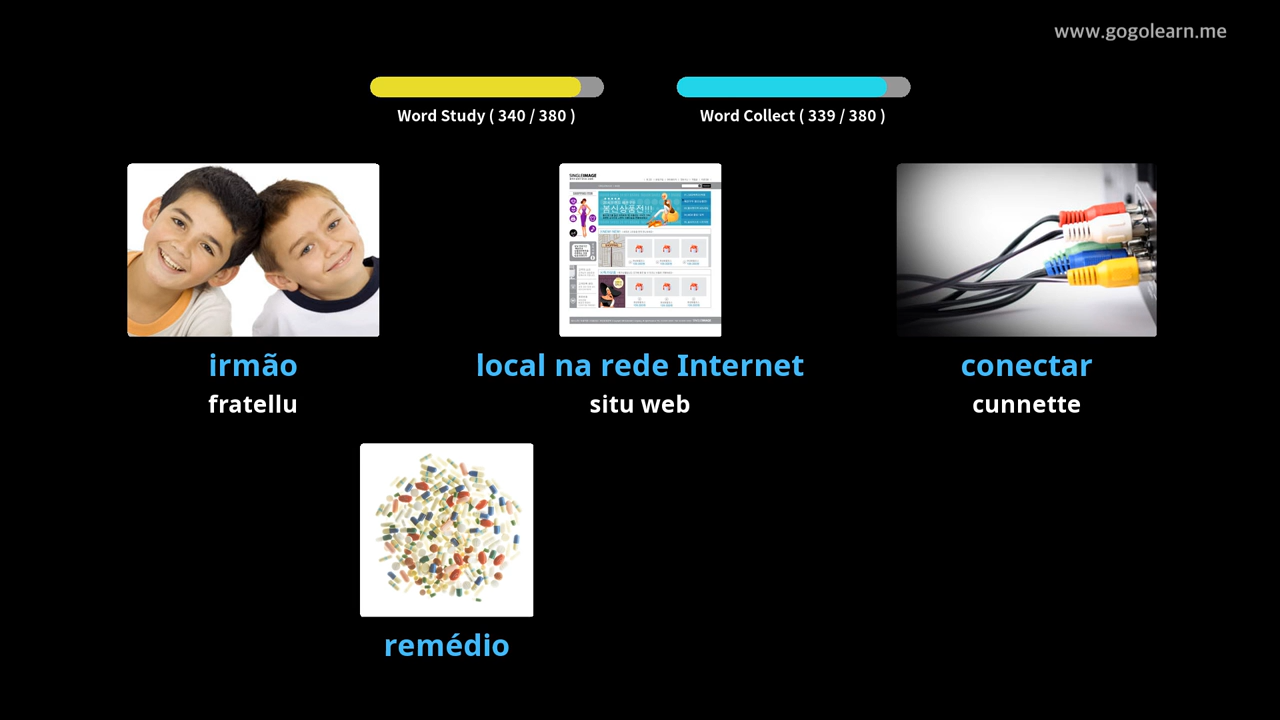 www.gogolearn.me
Word Study ( 340 / 380 )
Word Collect ( 339 / 380 )
irmão
local na rede Internet
conectar
fratellu
situ web
cunnette
remédio